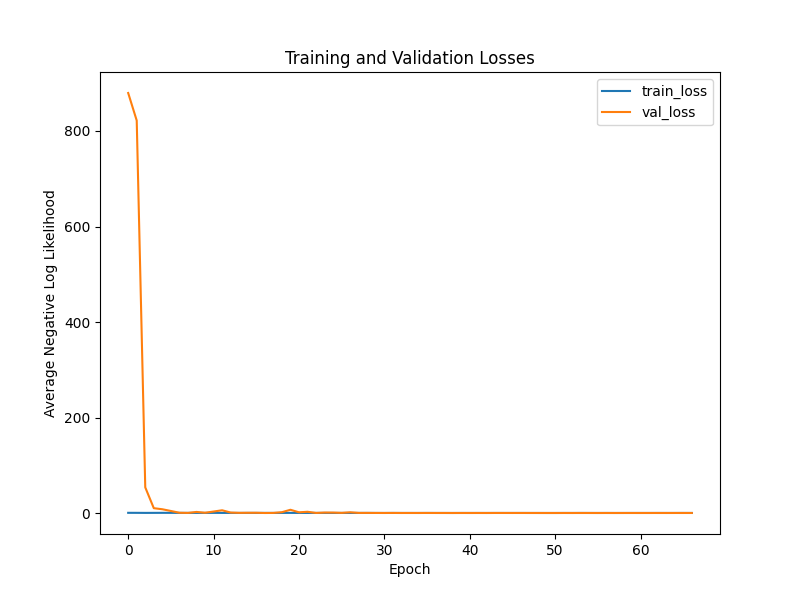 Training and Validation Losses
train_loss
val_loss
Average Negative Log Likelihood
800
600
400
200
0
0 10 20 30 40 50 60
Epoch